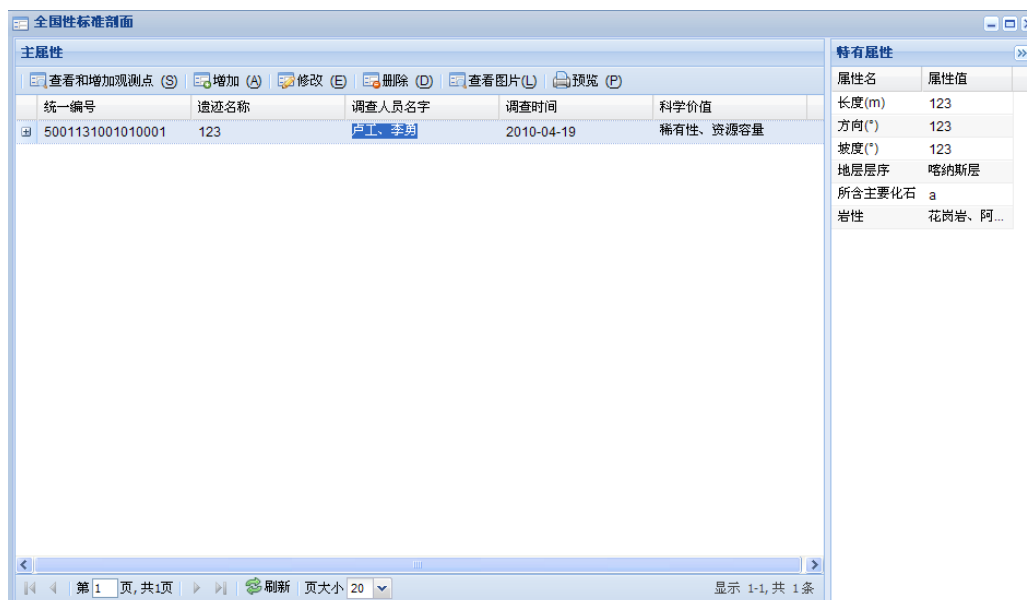 全国性标准剖面
主属性
查看和增加观测点 (S) 增加 (A) 修改 (E) 删除 (D) 查看图片(L) 预览 (P)
统一编号 遗迹名称 调查人员名字 调查时间 科学价值
5001131001010001 123 卢工、李勇 2010-04-19 稀有性、资源容量
第 1 页,共1页 刷新 页大小 20 显示 1-1,共 1条
特有属性
属性名 属性值
长度(m) 123
方向(°) 123
坡度(°) 123
地层层序 喀纳斯层
所含主要化石 a
岩性 花岗岩、阿...